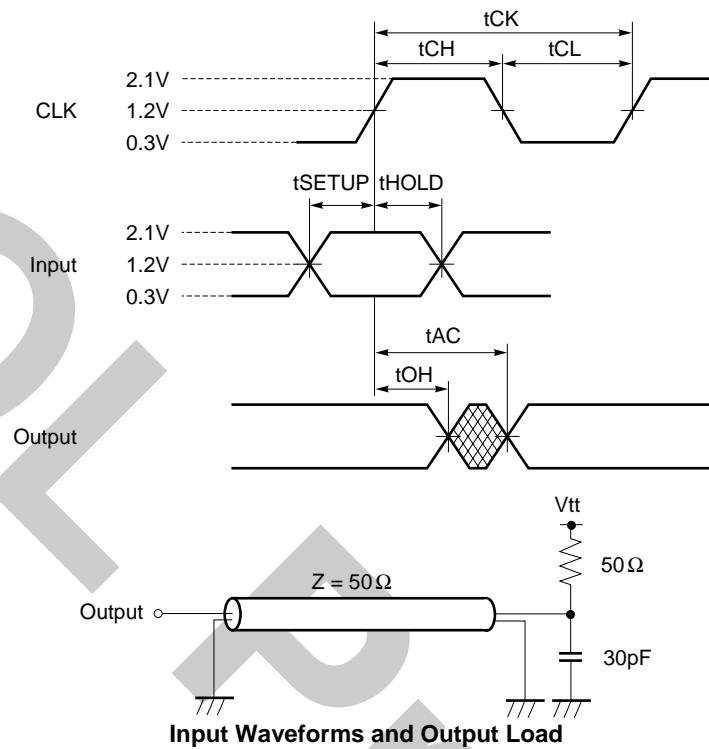 tCK
tCH
tCL
2.1V
CLK
1.2V
0.3V
tSETUP
tHOLD
2.1V
Input
1.2V
0.3V
tAC
tOH
Output
Vtt
Z = 50Ω
50Ω
Output
30pF
Input Waveforms and Output Load